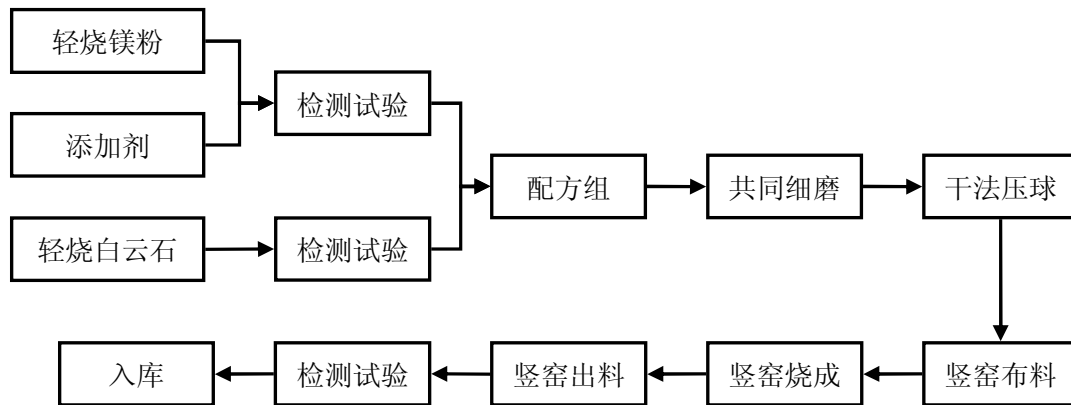 轻烧镁粉
添加剂
检测试验
轻烧白云石
检测试验
配方组
共同细磨
干法压球
竖窑布料
竖窑烧成
竖窑出料
检测试验
入库